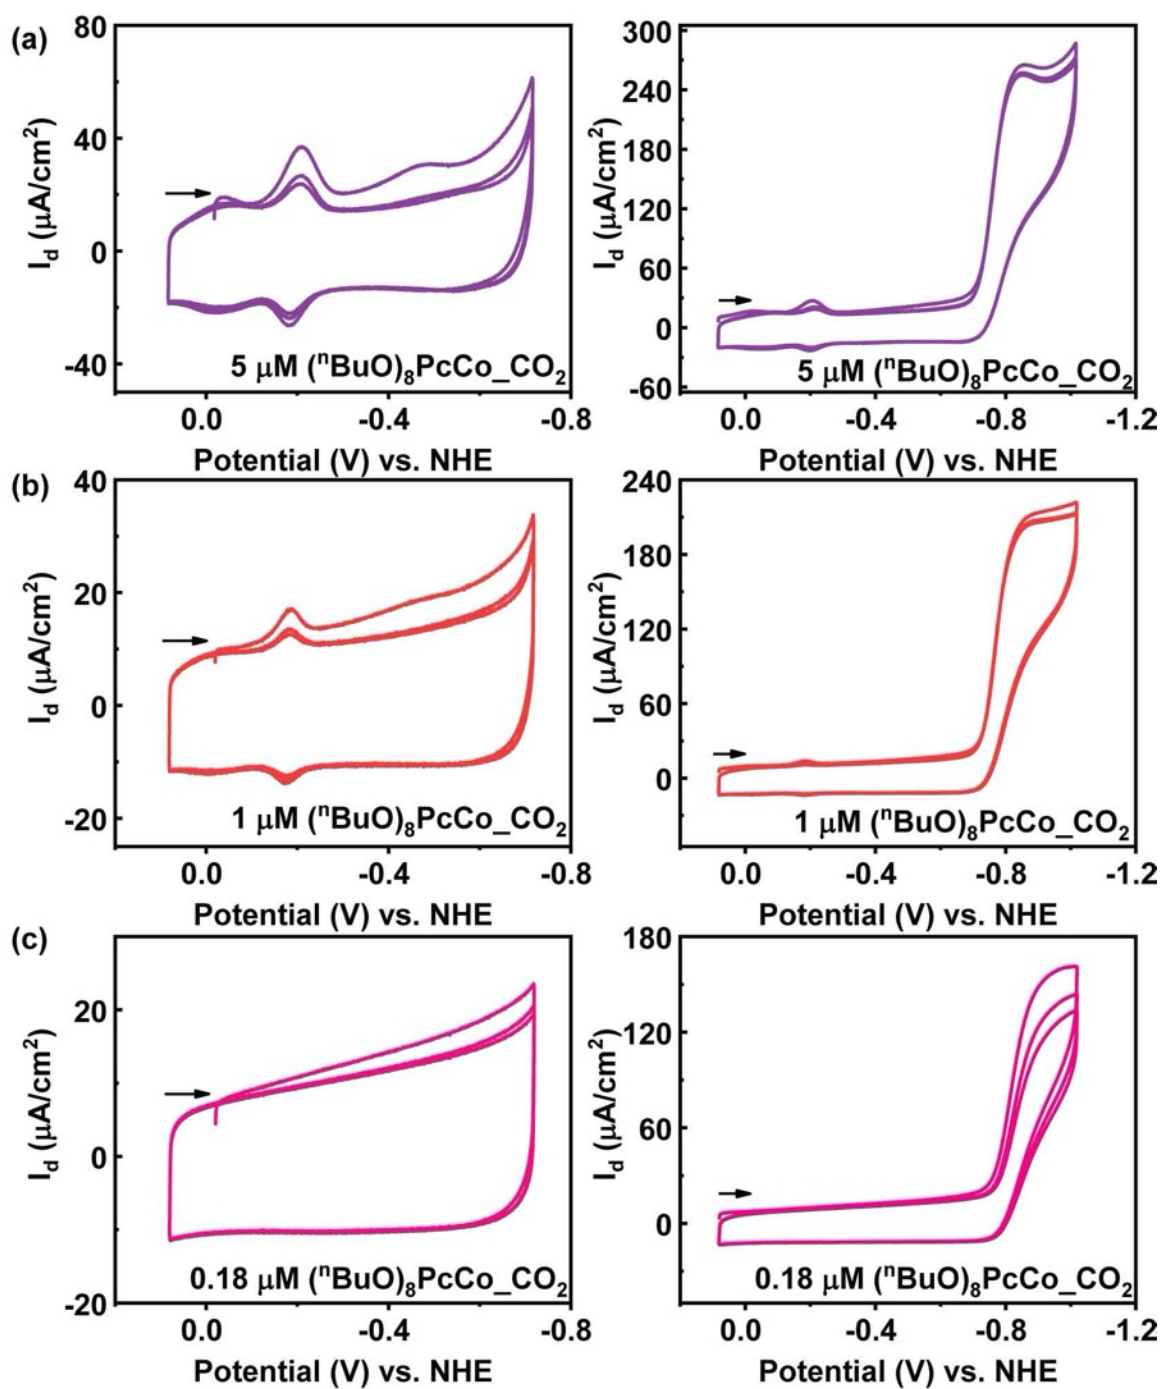 (a)
80
40
0
-40
I_d (μA/cm²)
5 μM (ⁿBuO)₈PcCo_CO₂
0.0 -0.4 -0.8
Potential (V) vs. NHE
300
240
180
120
60
0
-60
I_d (μA/cm²)
5 μM (ⁿBuO)₈PcCo_CO₂
0.0 -0.4 -0.8 -1.2
Potential (V) vs. NHE
(b)
40
20
0
-20
I_d (μA/cm²)
1 μM (ⁿBuO)₈PcCo_CO₂
0.0 -0.4 -0.8
Potential (V) vs. NHE
240
180
120
60
0
I_d (μA/cm²)
1 μM (ⁿBuO)₈PcCo_CO₂
0.0 -0.4 -0.8 -1.2
Potential (V) vs. NHE
(c)
20
0
-20
I_d (μA/cm²)
0.18 μM (ⁿBuO)₈PcCo_CO₂
0.0 -0.4 -0.8
Potential (V) vs. NHE
180
120
60
0
I_d (μA/cm²)
0.18 μM (ⁿBuO)₈PcCo_CO₂
0.0 -0.4 -0.8 -1.2
Potential (V) vs. NHE